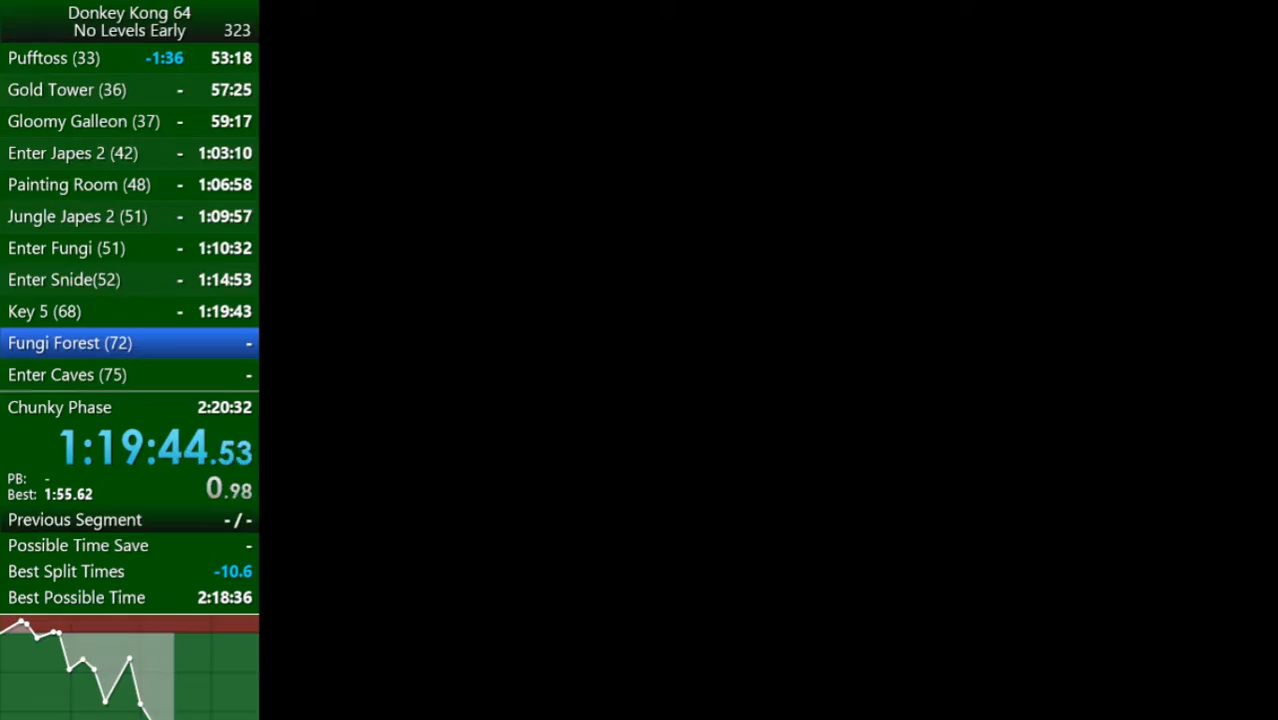 Donkey Kong 64
No Levels Early 323
Pufftoss (33) -1:36 53:18
Gold Tower (36) - 57:25
Gloomy Galleon (37) - 59:17
Enter Japes 2 (42) - 1:03:10
Painting Room (48) - 1:06:58
Jungle Japes 2 (51) - 1:09:57
Enter Fungi (51) - 1:10:32
Enter Snide(52) - 1:14:53
Key 5 (68) - 1:19:43
Fungi Forest (72) -
Enter Caves (75) -
Chunky Phase 2:20:32
1:19:44.53
PB: -
Best: 1:55.62 0.98
Previous Segment - / -
Possible Time Save -
Best Split Times -10.6
Best Possible Time 2:18:36